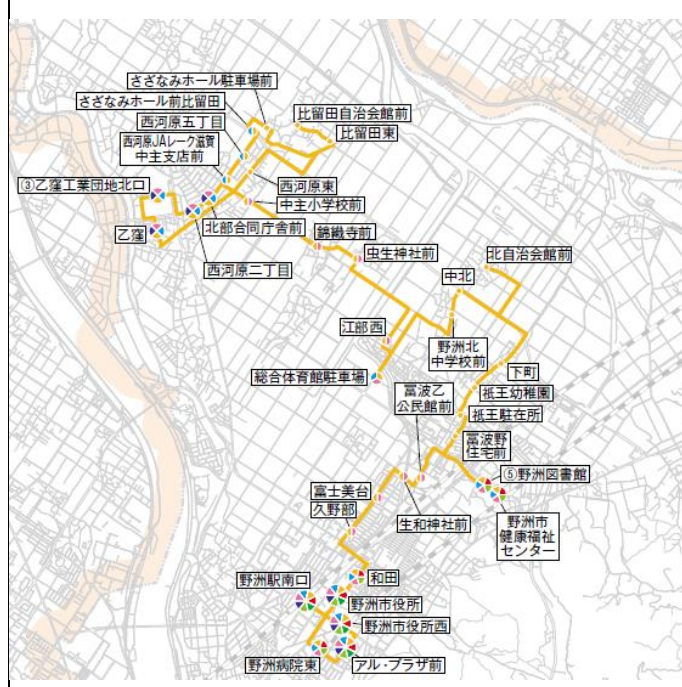 さざなみホール駐車場前
さざなみホール前比留田
比留田自治会館前
西河原五丁目
比留田東
西河原JAレーク滋賀
中主支店前
③乙窪工業団地北口
西河原東
中主小学校前
乙窪
北部合同庁舎前
錦織寺前
西河原二丁目
虫生神社前
北自治会館前
中北
江部西
野洲北
中学校前
総合体育館駐車場
下町
冨波乙
公民館前
祇王幼稚園
祇王駐在所
冨波野
住宅前
⑤野洲図書館
富士美台
久野部
生和神社前
野洲市
健康福祉
センター
野洲駅南口
和田
野洲市役所
野洲市役所西
野洲病院東
アル・プラザ前